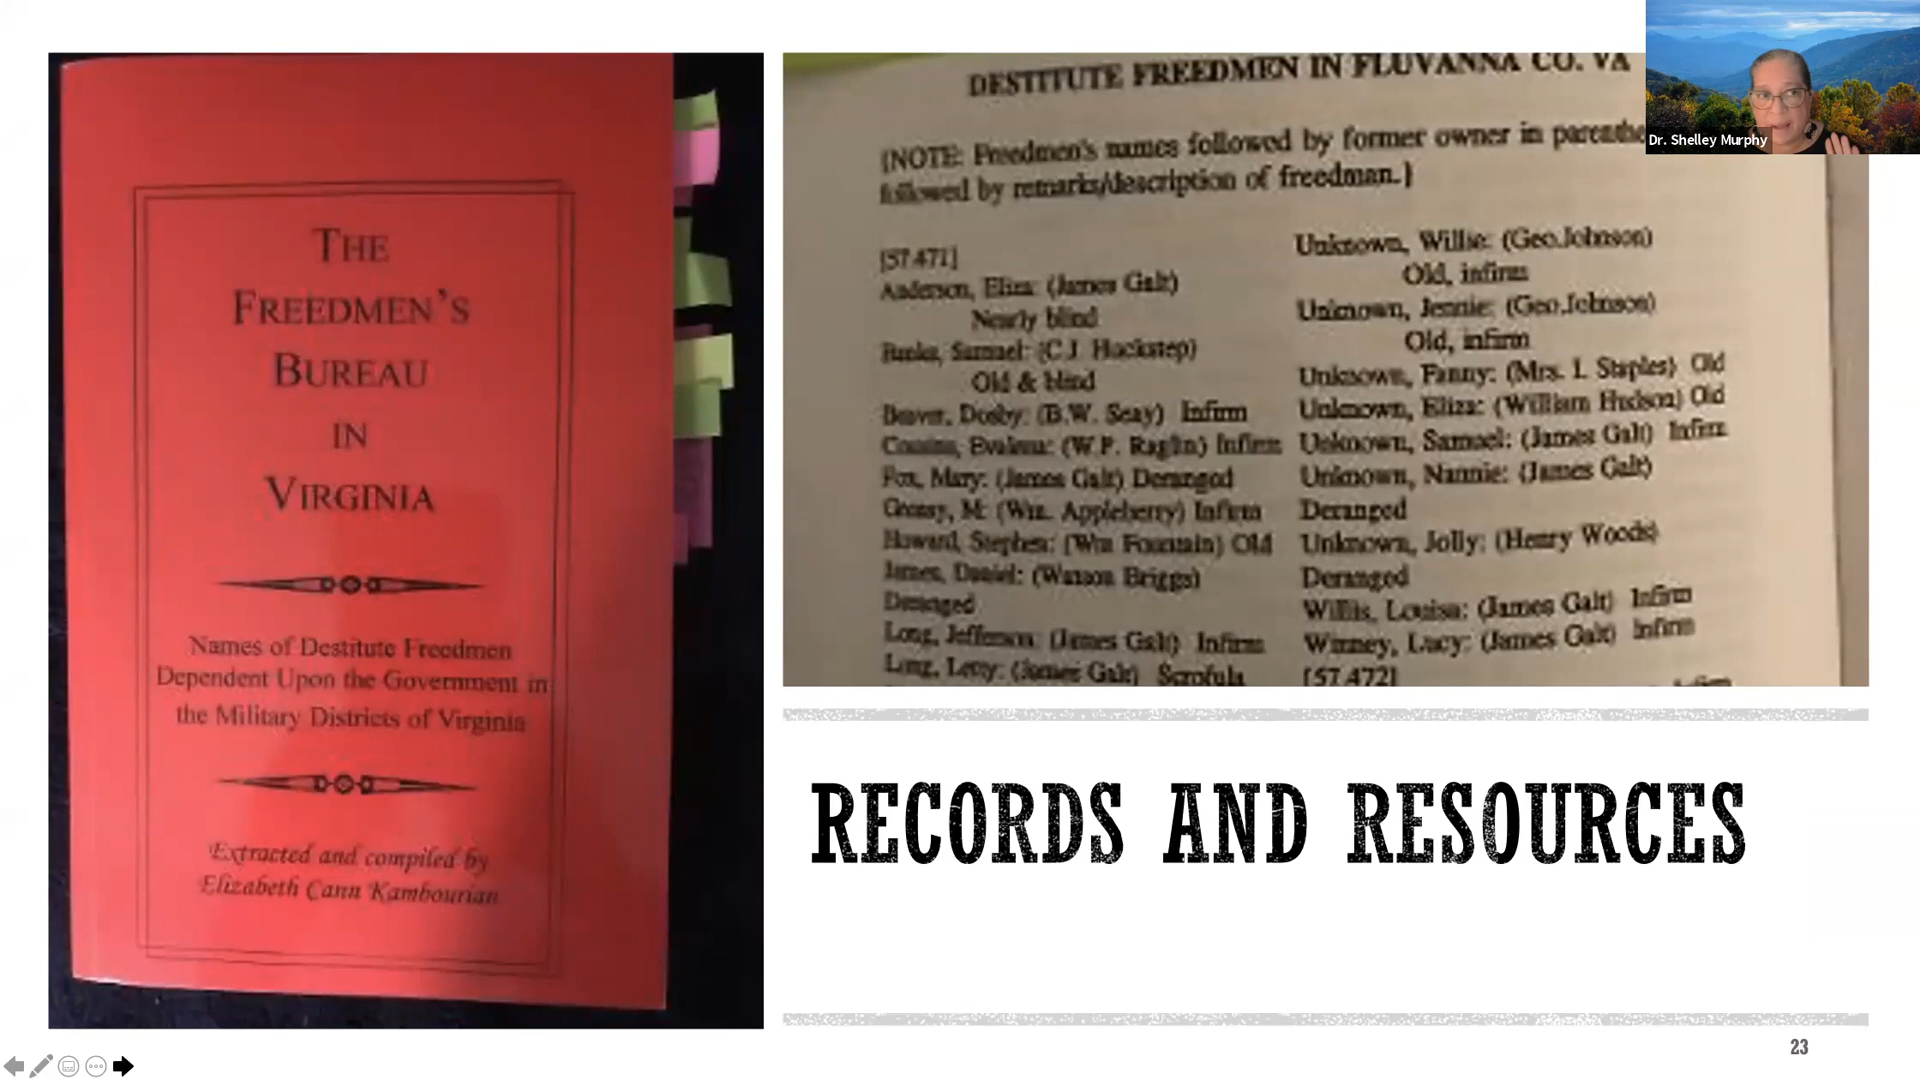 THE
FREEDMEN'S
BUREAU
IN
VIRGINIA
Names of Destitute Freedmen
Dependent Upon the Government in
the Military Districts of Virginia
Extracted and compiled by
Elizabeth Cann Kambourian
DESTITUTE FREEDMEN IN FLUVANNA CO. VA
[NOTE: Freedmen's names followed by former owner in
followed by remarks/description of freedman.]
[57.471]
Anderson, Eliza: (James Galt)
Nearly blind
Banks, Samuel: (C.J. Huckstep)
Old & blind
Beaver, Dosby: (B.W. Seay) Infirm
Cousins, Evalena: (W.P. Raglin) Infirm
Fox, Mary: (James Galt) Deranged
M: (Wm. Appleberry) Infirm
Howard, Stephen: (Wm Fountain) Old
James, Daniel: (Watson Briggs)
Deranged
Long, Jefferson: (James Galt) Infirm
Long, Letty: (James Galt) Scrofula
Unknown, Willie: (Geo.Johnson)
Old, infirm
Unknown, Jennie: (Geo.Johnson)
Old, infirm
Unknown, Fanny: (Mrs. I. Staples) Old
Unknown, Eliza: (William Hudson) Old
Unknown, Samuel: (James Galt) Infirm
Unknown, Nannie: (James Galt)
Deranged
Unknown, Jolly: (Henry Woods)
Deranged
Willis, Louisa: (James Galt) Infirm
Winney, Lucy: (James Galt) Infirm
[57.472]
Dr. Shelley Murphy
RECORDS AND RESOURCES
23